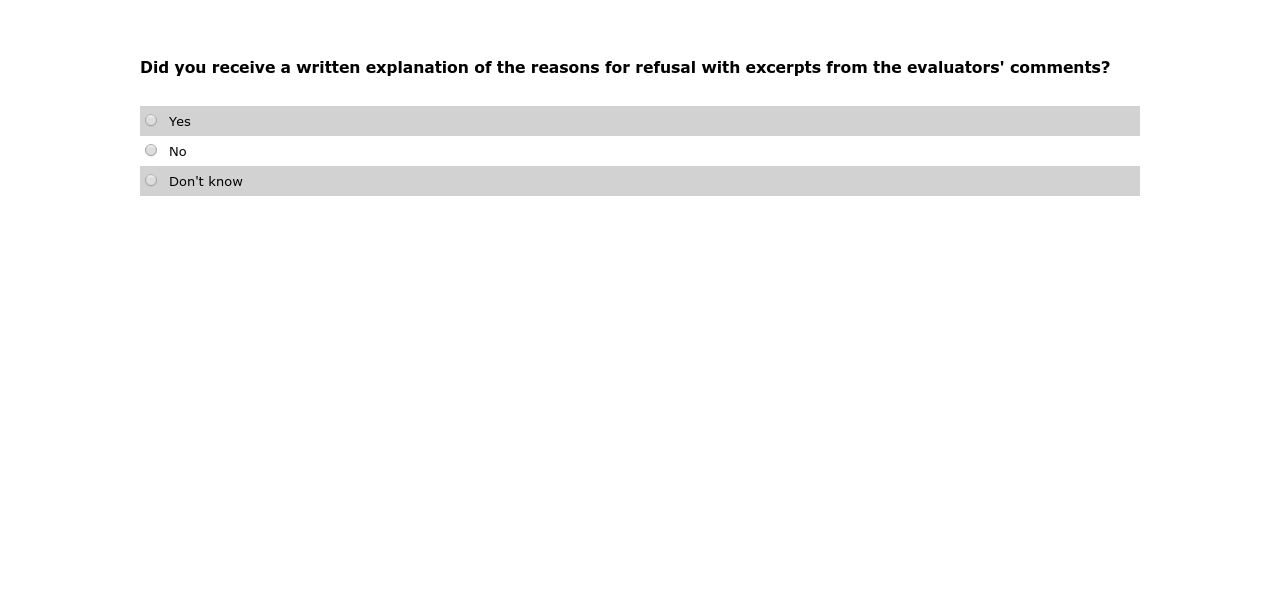 Did you receive a written explanation of the reasons for refusal with excerpts from the evaluators' comments?
Yes
No
Don't know